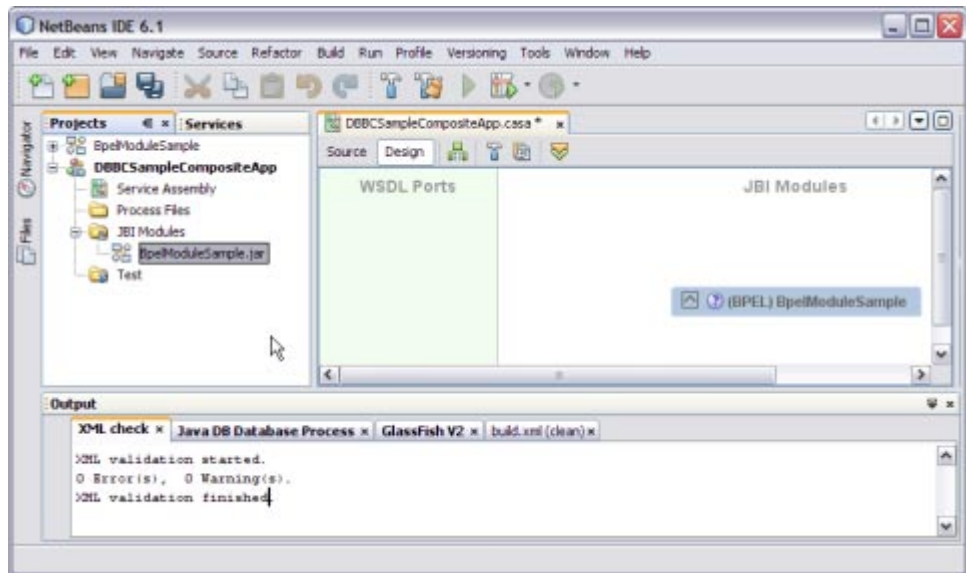 NetBeans IDE 6.1
File Edit View Navigate Source Refactor Build Run Profile Versioning Tools Window Help
Navigator
Files
Projects
Services
BpelModuleSample
DBBCSampleCompositeApp
Service Assembly
Process Files
JBI Modules
BpelModuleSample.jar
Test
DBBCSampleCompositeApp.casa *
Source Design
WSDL Ports
JBI Modules
(BPEL) BpelModuleSample
Output
XML check
Java DB Database Process
GlassFish V2
build.xml (clean)
XML validation started.
0 Error(s), 0 Warning(s).
XML validation finished.